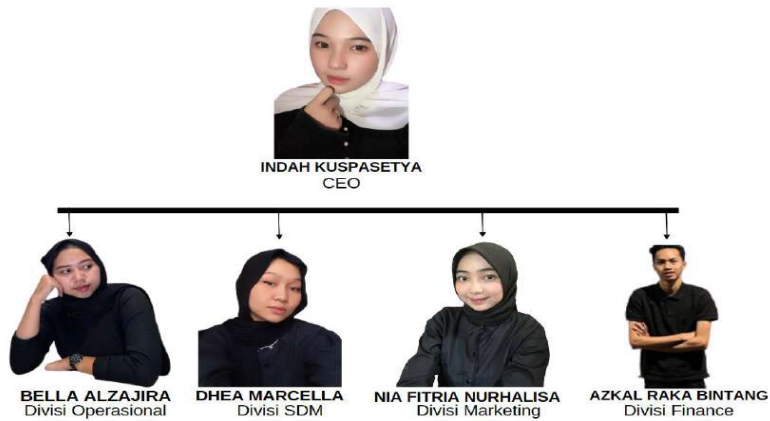 INDAH KUSPASETYA
CEO
BELLA ALZAJIRA
Divisi Operasional
DHEA MARCELLA
Divisi SDM
NIA FITRIA NURHALISA
Divisi Marketing
AZKAL RAKA BINTANG
Divisi Finance